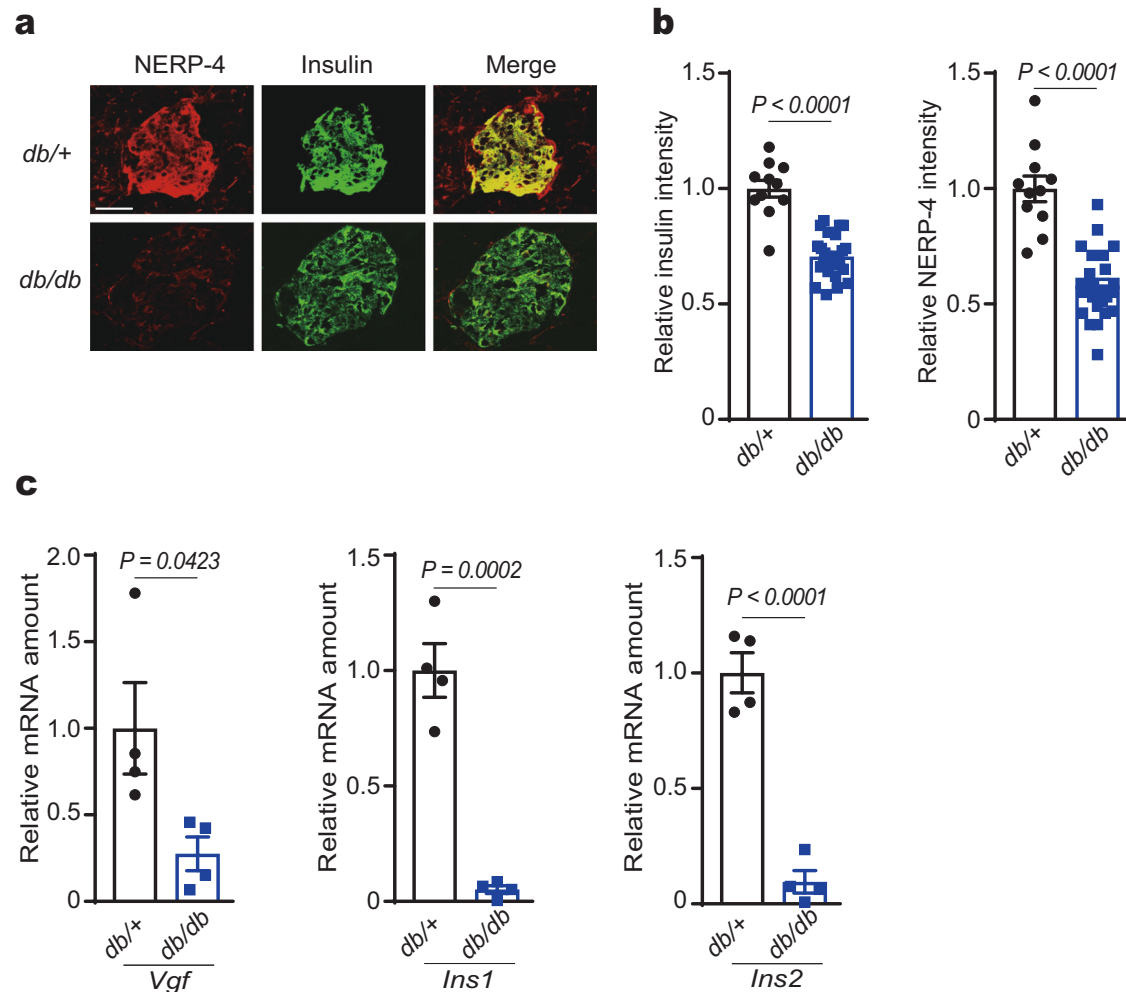 a
NERP-4 Insulin Merge
db/+
db/db
b
Relative insulin intensity
1.5
1.0
0.5
0
P < 0.0001
db/+ db/db
Relative NERP-4 intensity
1.5
1.0
0.5
0
P < 0.0001
db/+ db/db
c
Relative mRNA amount
2.0
1.5
1.0
0.5
0
P = 0.0423
db/+ db/db
Vgf
Relative mRNA amount
1.5
1.0
0.5
0
P = 0.0002
db/+ db/db
Ins1
Relative mRNA amount
1.5
1.0
0.5
0
P < 0.0001
db/+ db/db
Ins2